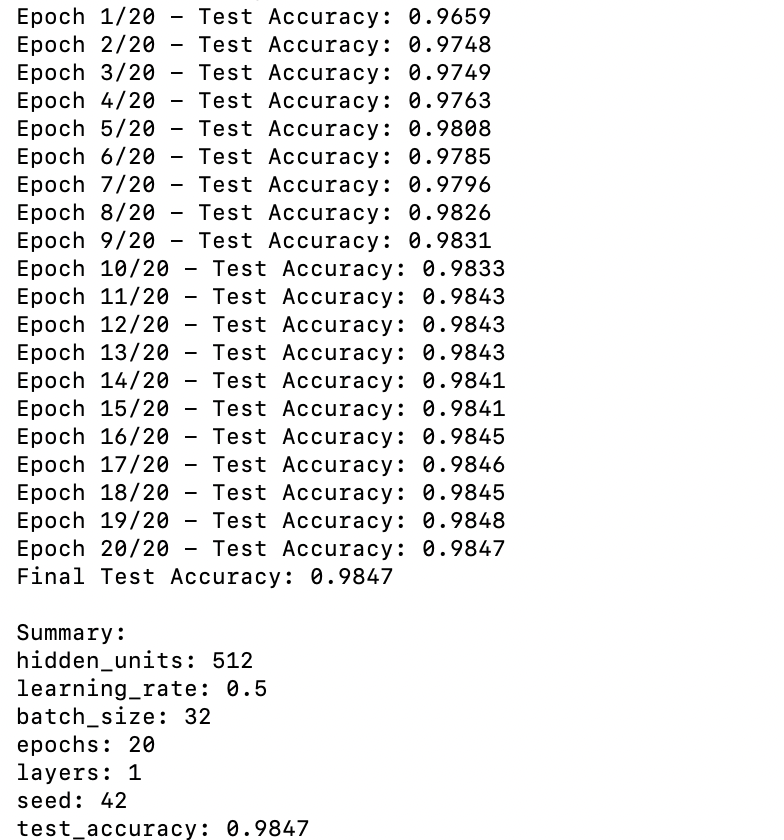 Epoch 1/20 – Test Accuracy: 0.9659
Epoch 2/20 – Test Accuracy: 0.9748
Epoch 3/20 – Test Accuracy: 0.9749
Epoch 4/20 – Test Accuracy: 0.9763
Epoch 5/20 – Test Accuracy: 0.9808
Epoch 6/20 – Test Accuracy: 0.9785
Epoch 7/20 – Test Accuracy: 0.9796
Epoch 8/20 – Test Accuracy: 0.9826
Epoch 9/20 – Test Accuracy: 0.9831
Epoch 10/20 – Test Accuracy: 0.9833
Epoch 11/20 – Test Accuracy: 0.9843
Epoch 12/20 – Test Accuracy: 0.9843
Epoch 13/20 – Test Accuracy: 0.9843
Epoch 14/20 – Test Accuracy: 0.9841
Epoch 15/20 – Test Accuracy: 0.9841
Epoch 16/20 – Test Accuracy: 0.9845
Epoch 17/20 – Test Accuracy: 0.9846
Epoch 18/20 – Test Accuracy: 0.9845
Epoch 19/20 – Test Accuracy: 0.9848
Epoch 20/20 – Test Accuracy: 0.9847
Final Test Accuracy: 0.9847

Summary:
hidden_units: 512
learning_rate: 0.5
batch_size: 32
epochs: 20
layers: 1
seed: 42
test_accuracy: 0.9847